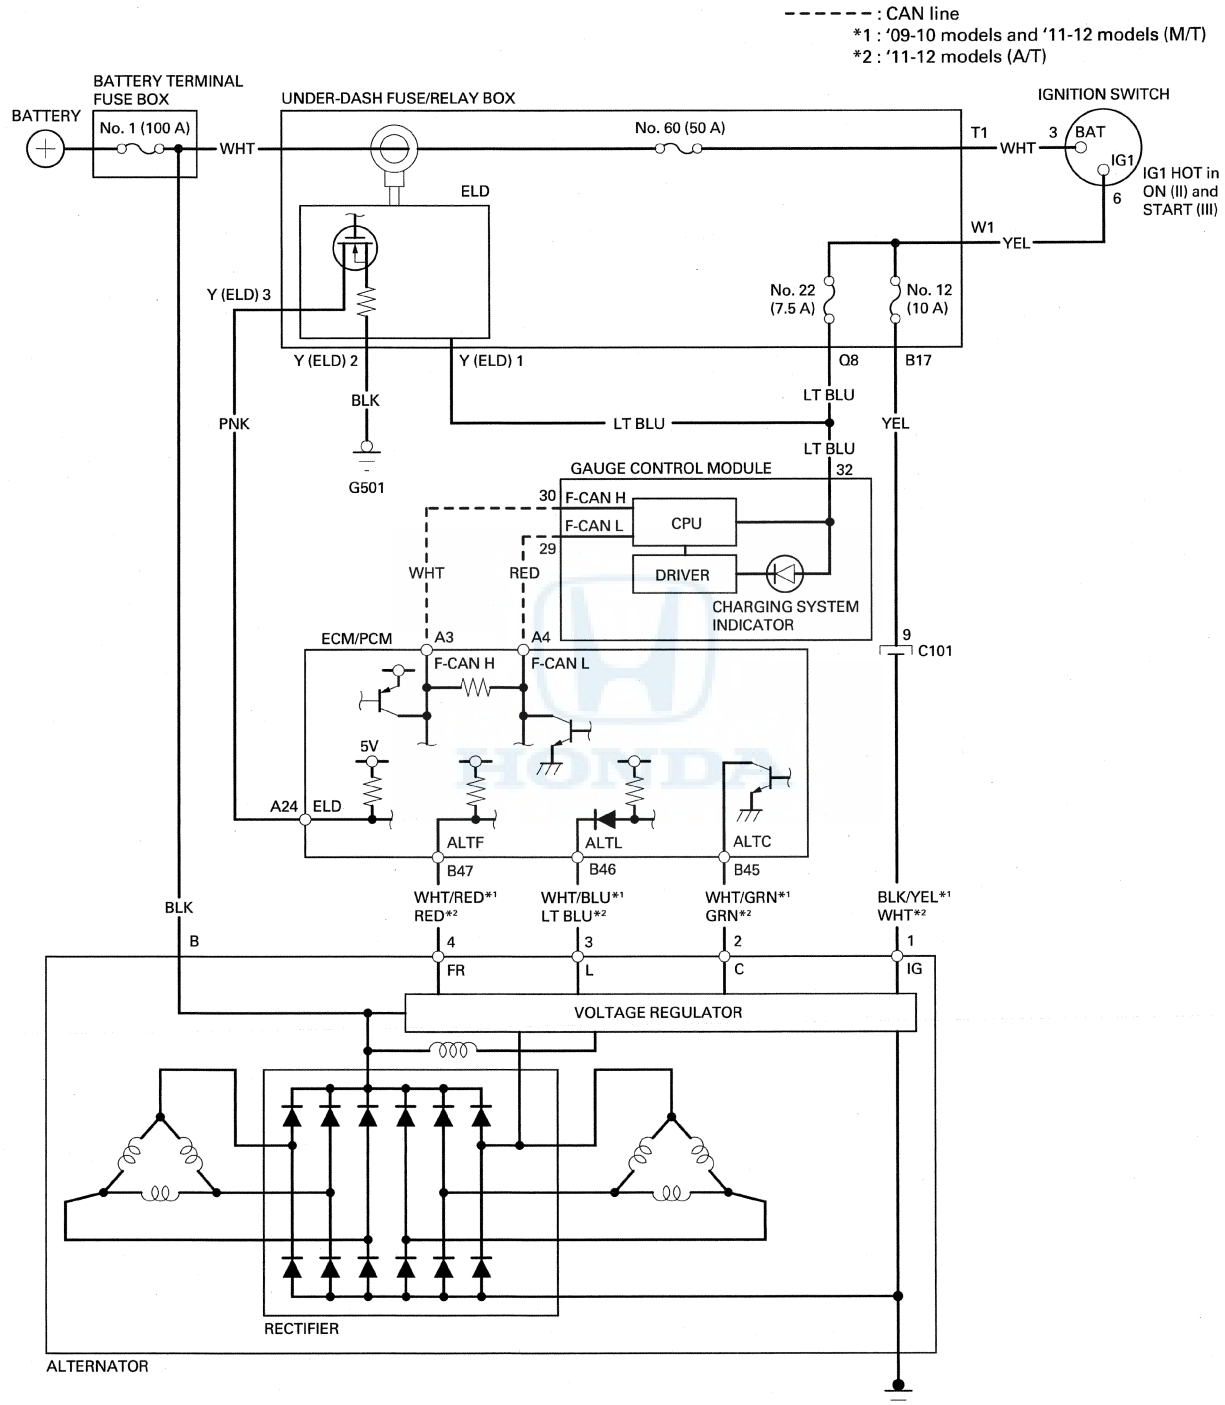 : CAN line
*1 : '09-10 models and '11-12 models (M/T)
*2 : '11-12 models (A/T)
BATTERY TERMINAL
FUSE BOX
UNDER-DASH FUSE/RELAY BOX
IGNITION SWITCH
BATTERY
No. 1 (100 A)
No. 60 (50 A)
T1
3
BAT
WHT
WHT
IG1
IG1 HOT in
ON (II) and
START (III)
ELD
6
W1
YEL
Y (ELD) 3
No. 22
(7.5 A)
No. 12
(10 A)
Y (ELD) 2
Y (ELD) 1
Q8
B17
BLK
LT BLU
PNK
LT BLU
YEL
LT BLU
G501
GAUGE CONTROL MODULE
32
30
F-CAN H
CPU
F-CAN L
29
WHT
RED
DRIVER
CHARGING SYSTEM
INDICATOR
ECM/PCM
A3
A4
9
C101
F-CAN H
F-CAN L
5V
HONDA
A24
ELD
ALTF
ALTL
ALTC
B47
B46
B45
WHT/RED*1
RED*2
WHT/BLU*1
LT BLU*2
WHT/GRN*1
GRN*2
BLK/YEL*1
WHT*2
BLK
B
4
3
2
1
FR
L
C
IG
VOLTAGE REGULATOR
RECTIFIER
ALTERNATOR